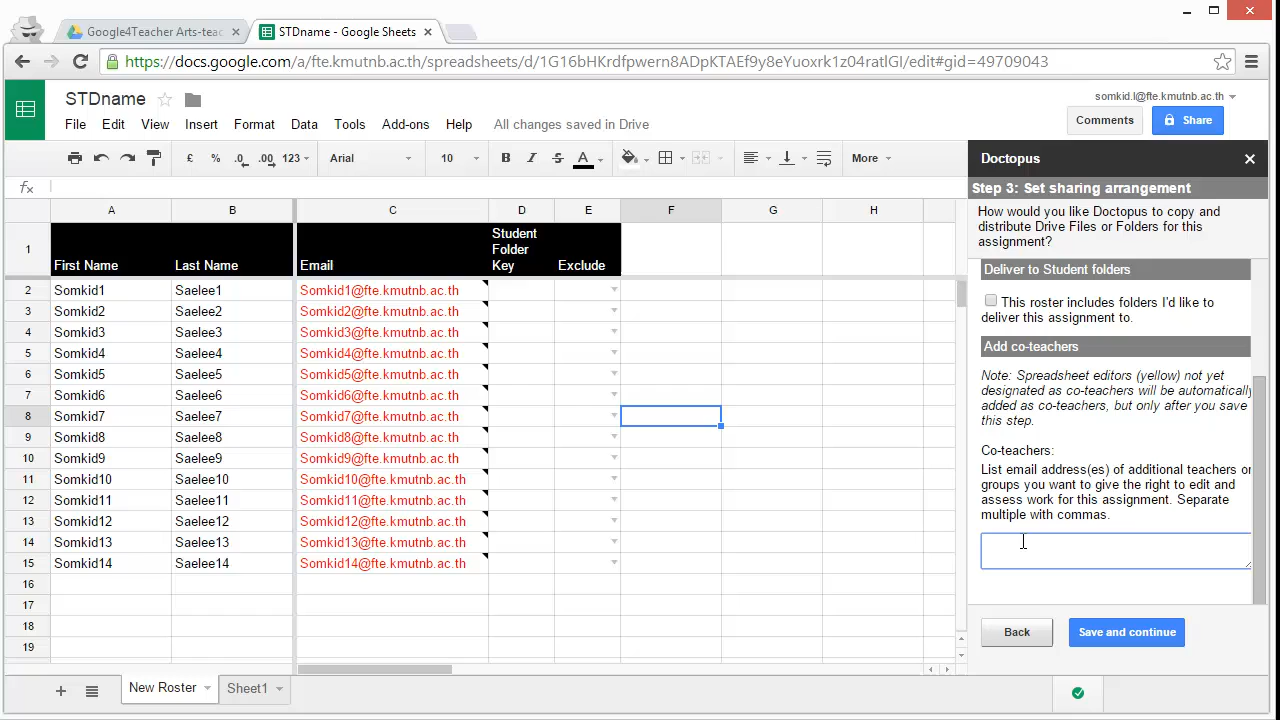 Google4Teacher Arts-teac
STDname - Google Sheets
https://docs.google.com/a/fte.kmutnb.ac.th/spreadsheets/d/1G16bHKrdfpwern8ADpKTAEf9y8eYuoxrk1z04ratlGI/edit#gid=49709043
STDname
somkid.l@fte.kmutnb.ac.th
File Edit View Insert Format Data Tools Add-ons Help All changes saved in Drive
Comments
Share
£ % .0 .00 123 Arial 10 B I S A More
Doctopus
Step 3: Set sharing arrangement
How would you like Doctopus to copy and
distribute Drive Files or Folders for this
assignment?
Deliver to Student folders
This roster includes folders I'd like to
deliver this assignment to.
Add co-teachers
Note: Spreadsheet editors (yellow) not yet
designated as co-teachers will be automatically
added as co-teachers, but only after you save
this step.
Co-teachers:
List email address(es) of additional teachers or
groups you want to give the right to edit and
assess work for this assignment. Separate
multiple with commas.
Back
Save and continue
fx
A B C D E F G H
1 First Name Last Name Email Student Folder Key Exclude
2 Somkid1 Saelee1 Somkid1@fte.kmutnb.ac.th
3 Somkid2 Saelee2 Somkid2@fte.kmutnb.ac.th
4 Somkid3 Saelee3 Somkid3@fte.kmutnb.ac.th
5 Somkid4 Saelee4 Somkid4@fte.kmutnb.ac.th
6 Somkid5 Saelee5 Somkid5@fte.kmutnb.ac.th
7 Somkid6 Saelee6 Somkid6@fte.kmutnb.ac.th
8 Somkid7 Saelee7 Somkid7@fte.kmutnb.ac.th
9 Somkid8 Saelee8 Somkid8@fte.kmutnb.ac.th
10 Somkid9 Saelee9 Somkid9@fte.kmutnb.ac.th
11 Somkid10 Saelee10 Somkid10@fte.kmutnb.ac.th
12 Somkid11 Saelee11 Somkid11@fte.kmutnb.ac.th
13 Somkid12 Saelee12 Somkid12@fte.kmutnb.ac.th
14 Somkid13 Saelee13 Somkid13@fte.kmutnb.ac.th
15 Somkid14 Saelee14 Somkid14@fte.kmutnb.ac.th
16
17
18
19
New Roster
Sheet1